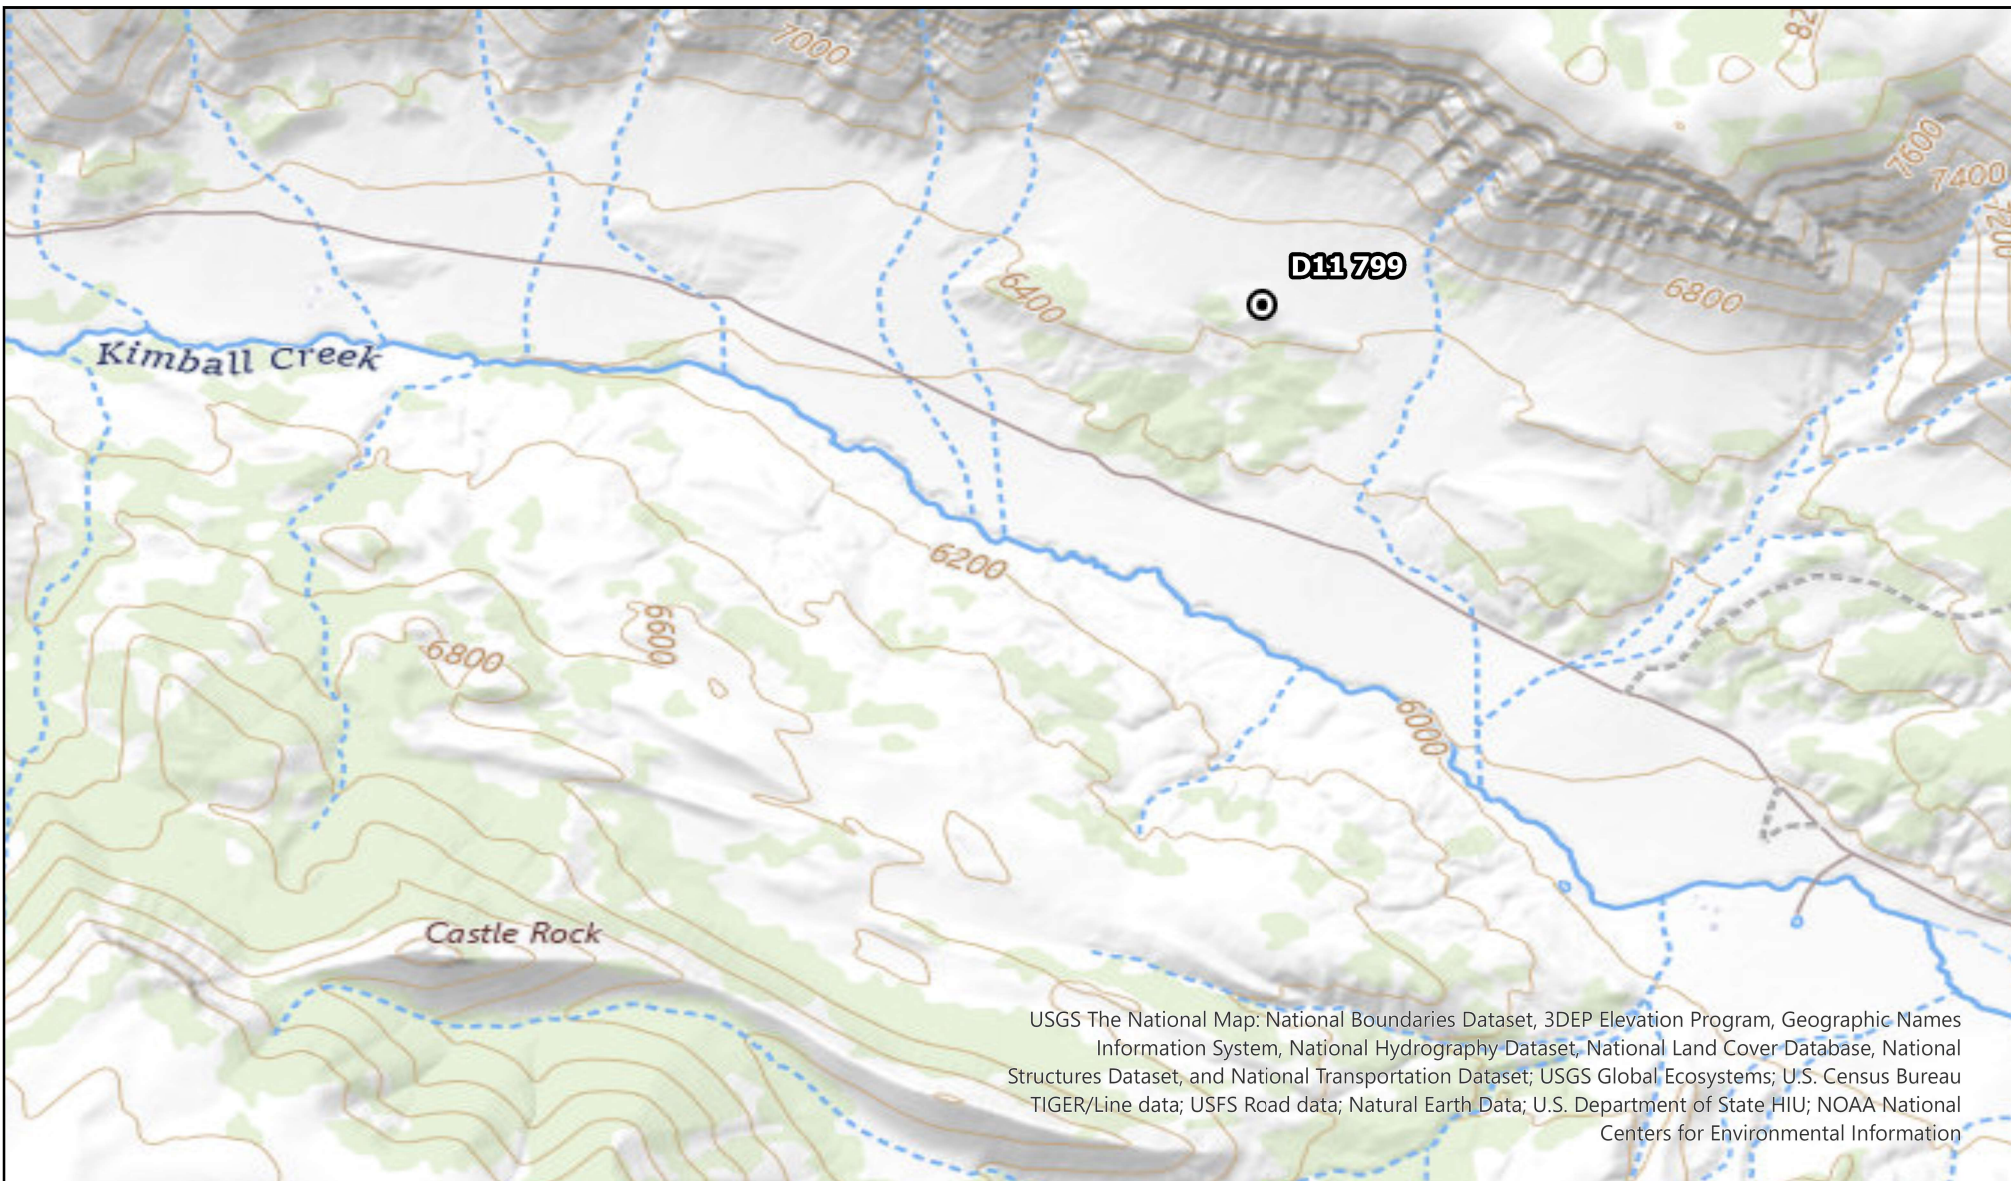 7000
82
7600
7400
7200
D11 799
6400
6800
Kimball Creek
6200
6600
6800
6000
Castle Rock
USGS The National Map: National Boundaries Dataset, 3DEP Elevation Program, Geographic Names
Information System, National Hydrography Dataset, National Land Cover Database, National
Structures Dataset, and National Transportation Dataset; USGS Global Ecosystems; U.S. Census Bureau
TIGER/Line data; USFS Road data; Natural Earth Data; U.S. Department of State HIU; NOAA National
Centers for Environmental Information